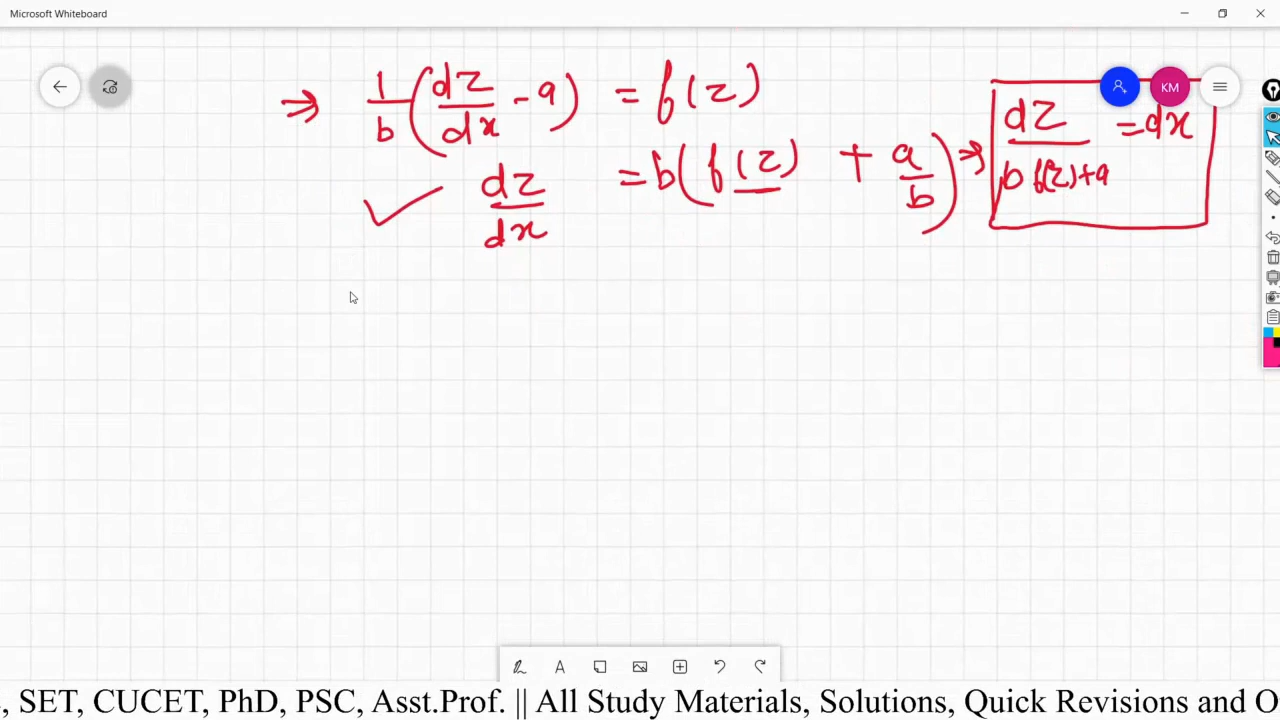 Microsoft Whiteboard
KM
⇒ 1/b (dz/dx - a) = f(z)
✓ dz/dx = b(f(z) + a/b) ⇒ dz/(b f(z)+a) = dx
A
, SET, CUCET, PhD, PSC, Asst.Prof. || All Study Materials, Solutions, Quick Revisions and O